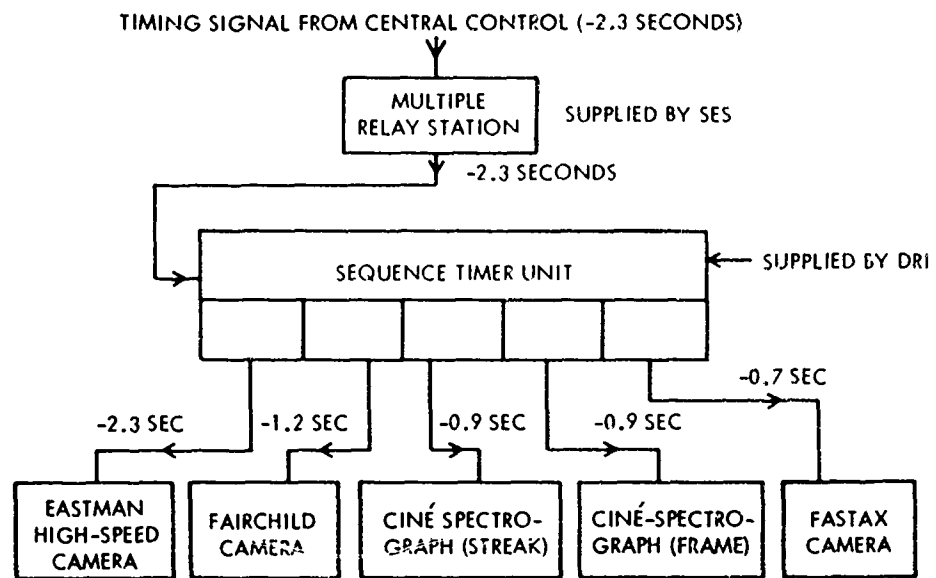 TIMING SIGNAL FROM CENTRAL CONTROL (-2.3 SECONDS)
MULTIPLE
RELAY STATION
SUPPLIED BY SES
-2.3 SECONDS
SEQUENCE TIMER UNIT
SUPPLIED BY DRI
-2.3 SEC
-1.2 SEC
-0.9 SEC
-0.9 SEC
-0.7 SEC
EASTMAN
HIGH-SPEED
CAMERA
FAIRCHILD
CAMERA
CINÉ SPECTRO-
GRAPH (STREAK)
CINÉ-SPECTRO-
GRAPH (FRAME)
FASTAX
CAMERA